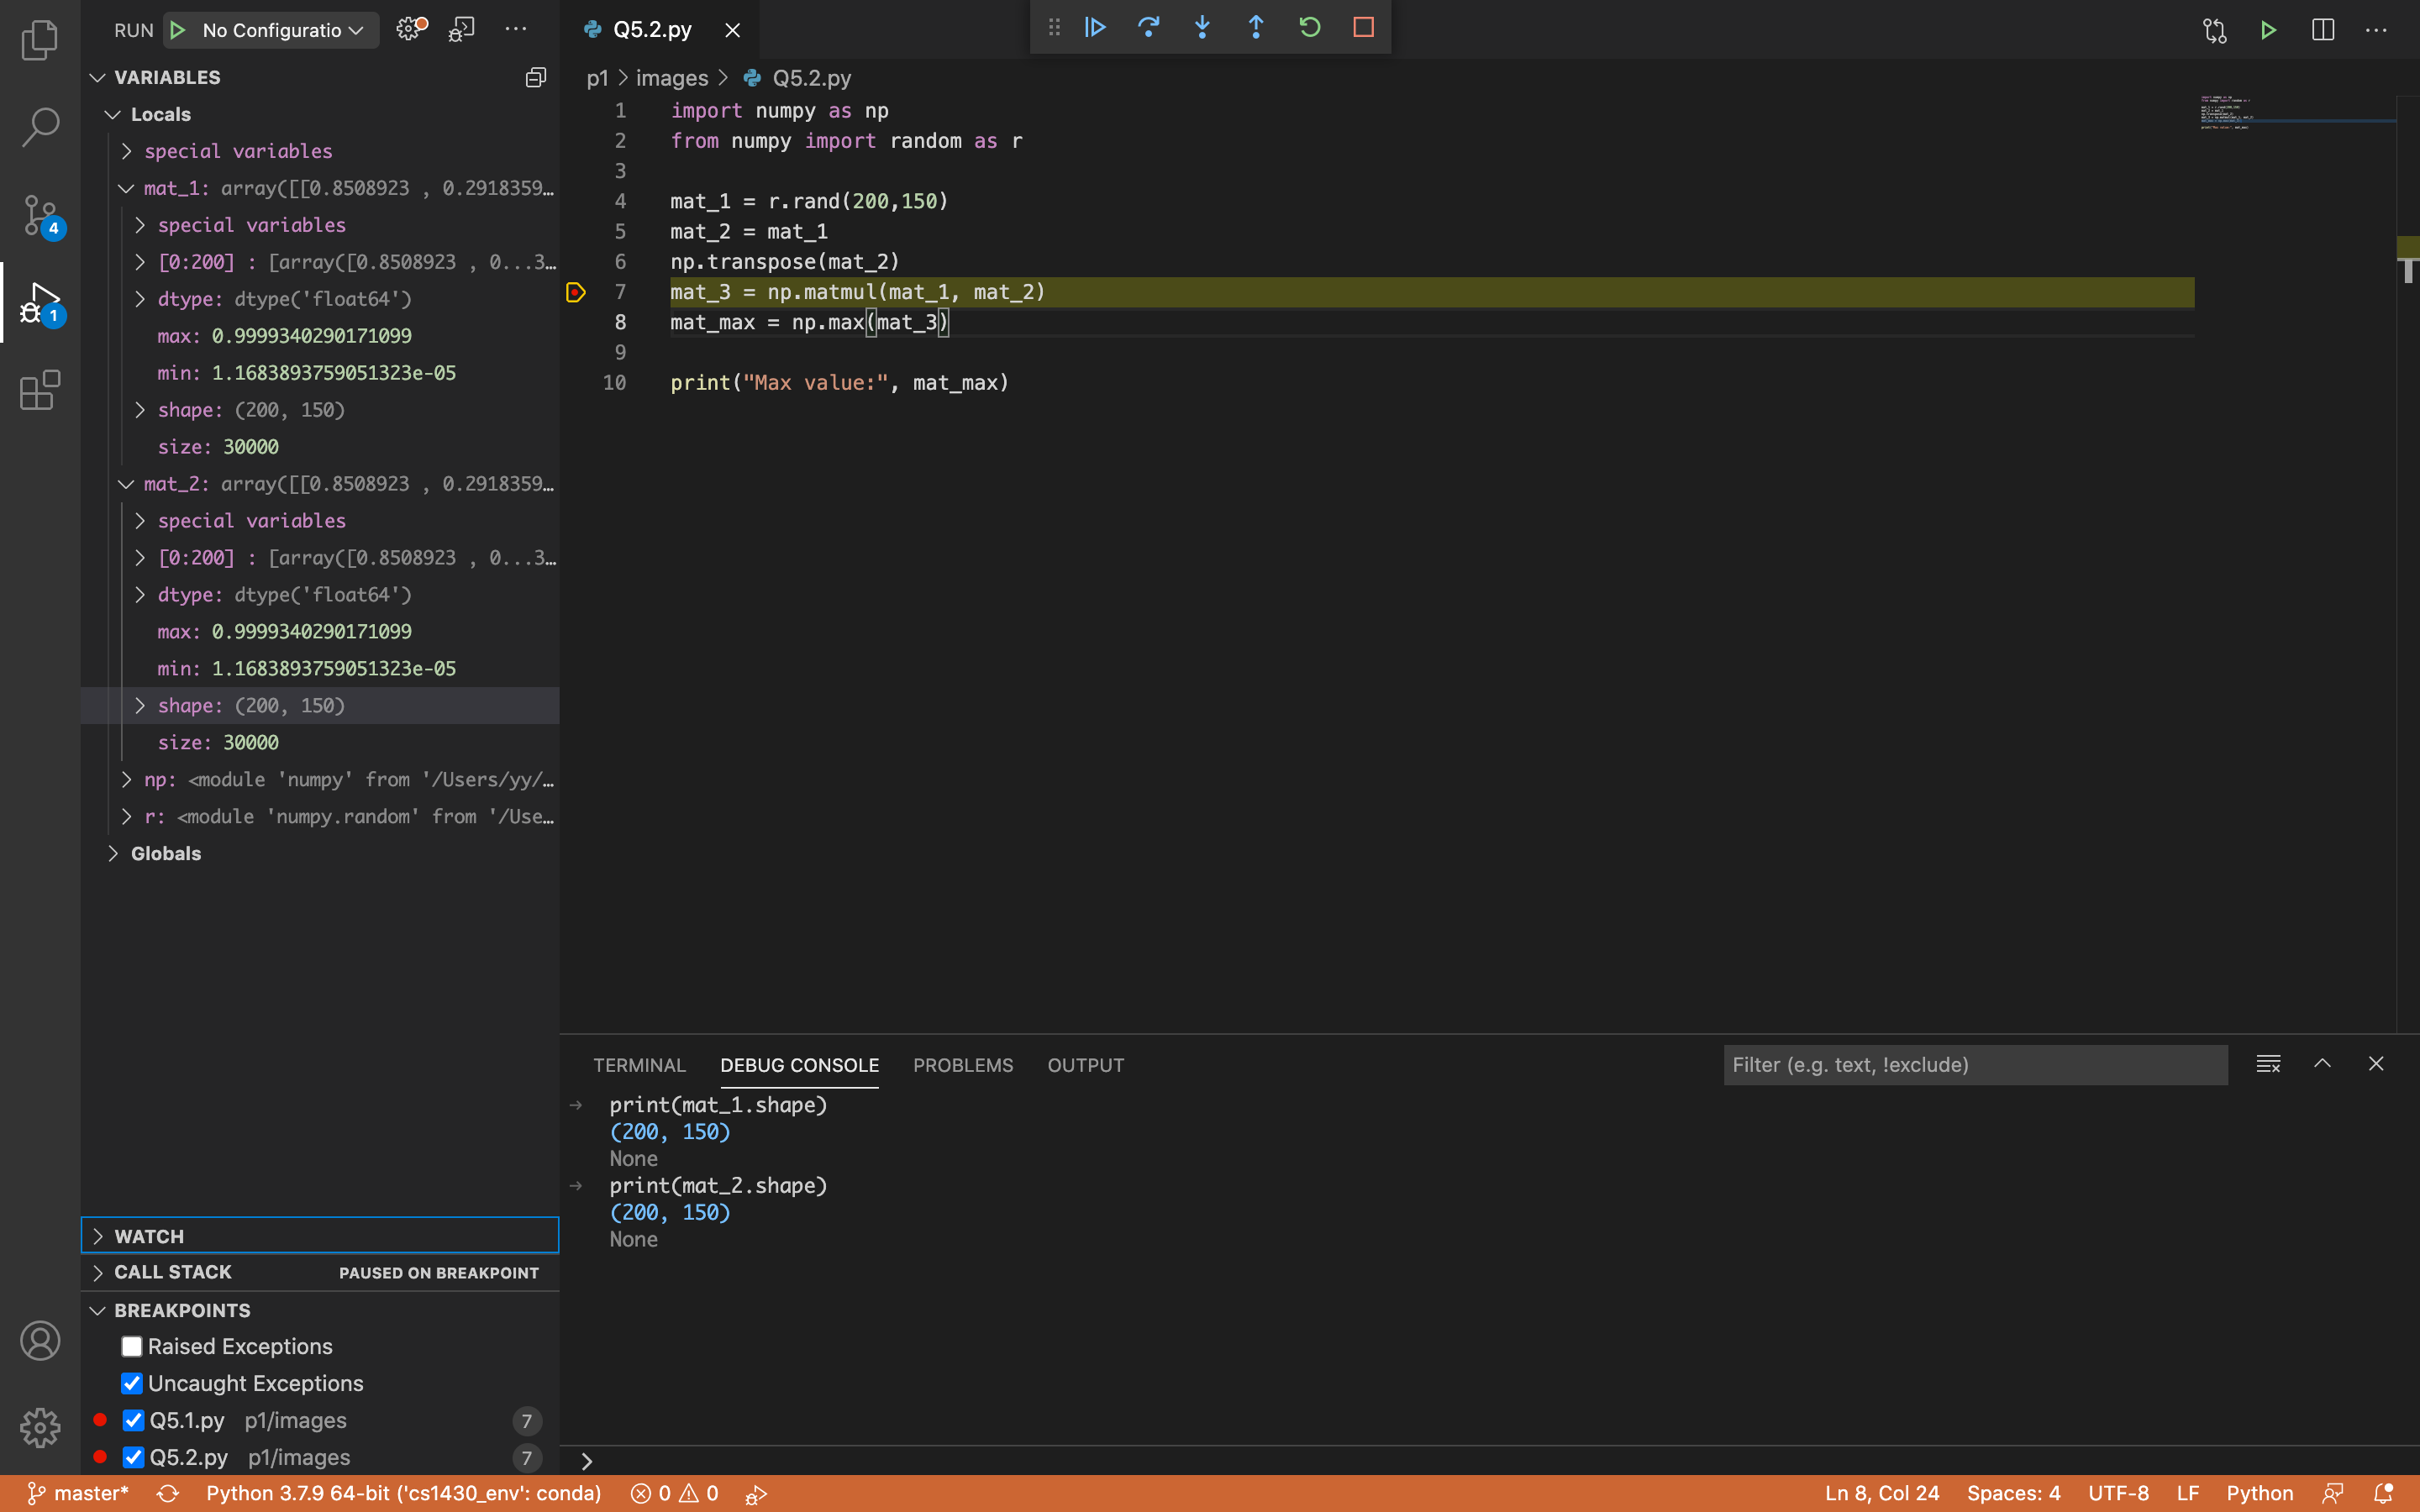 RUN No Configuratio
VARIABLES
Locals
special variables
mat_1: array([[0.8508923 , 0.2918359…
special variables
[0:200] : [array([0.8508923 , 0...3…
dtype: dtype('float64')
max: 0.9999340290171099
min: 1.1683893759051323e-05
shape: (200, 150)
size: 30000
mat_2: array([[0.8508923 , 0.2918359…
special variables
[0:200] : [array([0.8508923 , 0...3…
dtype: dtype('float64')
max: 0.9999340290171099
min: 1.1683893759051323e-05
shape: (200, 150)
size: 30000
np: <module 'numpy' from '/Users/yy/…
r: <module 'numpy.random' from '/Use…
Globals
WATCH
CALL STACK PAUSED ON BREAKPOINT
BREAKPOINTS
Raised Exceptions
Uncaught Exceptions
Q5.1.py p1/images 7
Q5.2.py p1/images 7
4
1
Q5.2.py
p1 > images > Q5.2.py
1 import numpy as np
2 from numpy import random as r
3
4 mat_1 = r.rand(200,150)
5 mat_2 = mat_1
6 np.transpose(mat_2)
7 mat_3 = np.matmul(mat_1, mat_2)
8 mat_max = np.max(mat_3)
9
10 print("Max value:", mat_max)
TERMINAL DEBUG CONSOLE PROBLEMS OUTPUT Filter (e.g. text, !exclude)
→ print(mat_1.shape)
(200, 150)
None
→ print(mat_2.shape)
(200, 150)
None
master* Python 3.7.9 64-bit ('cs1430_env': conda) 0 0 Ln 8, Col 24 Spaces: 4 UTF-8 LF Python